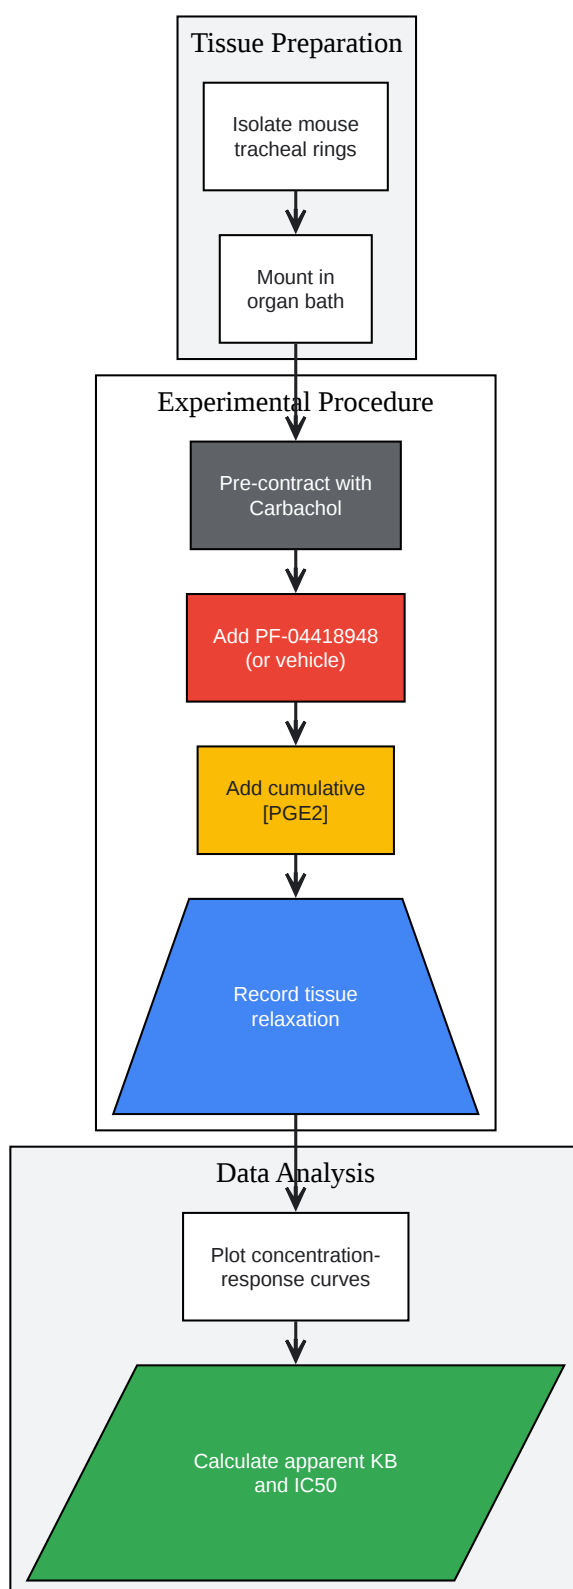 Tissue Preparation
Isolate mouse
tracheal rings
Mount in
organ bath
Experimental Procedure
Pre-contract with
Carbachol
Add PF-04418948
(or vehicle)
Add cumulative
[PGE2]
Record tissue
relaxation
Data Analysis
Plot concentration-
response curves
Calculate apparent KB
and IC50